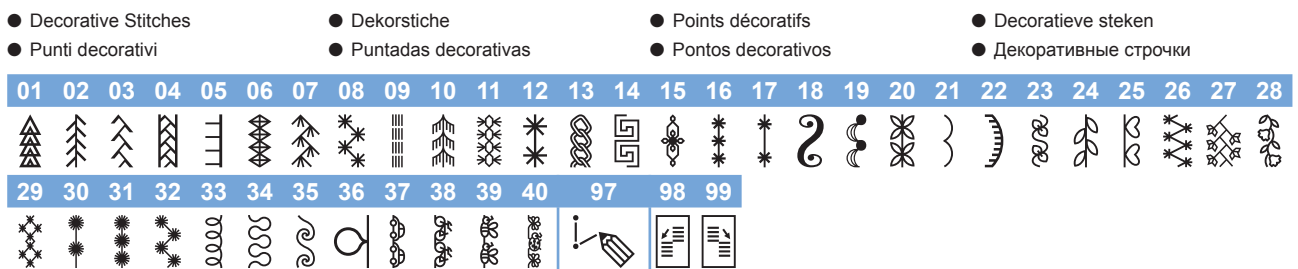 ● Decorative Stitches ● Dekorstiche ● Points décoratifs ● Decoratieve steken
● Punti decorativi ● Puntadas decorativas ● Pontos decorativos ● Декоративные строчки
01 02 03 04 05 06 07 08 09 10 11 12 13 14 15 16 17 18 19 20 21 22 23 24 25 26 27 28
29 30 31 32 33 34 35 36 37 38 39 40 97 98 99